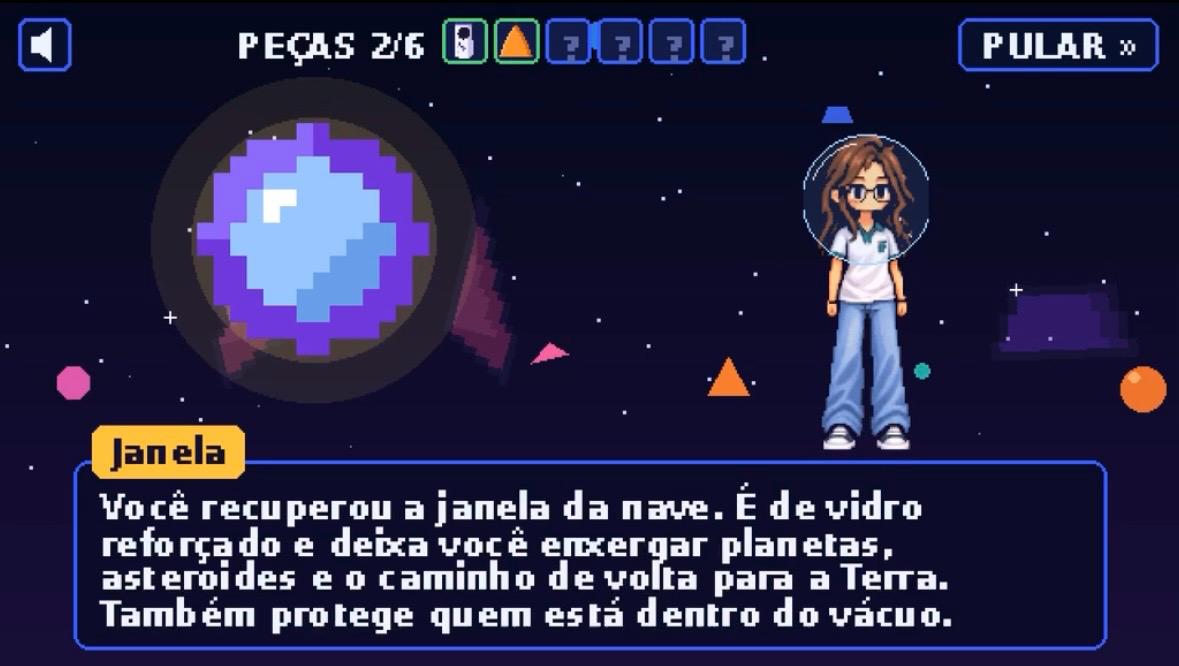 PEÇAS 2/6
? ? ? ?
PULAR »
Janela
Você recuperou a janela da nave. É de vidro
reforçado e deixa você enxergar planetas,
asteroides e o caminho de volta para a Terra.
Também protege quem está dentro do vácuo.